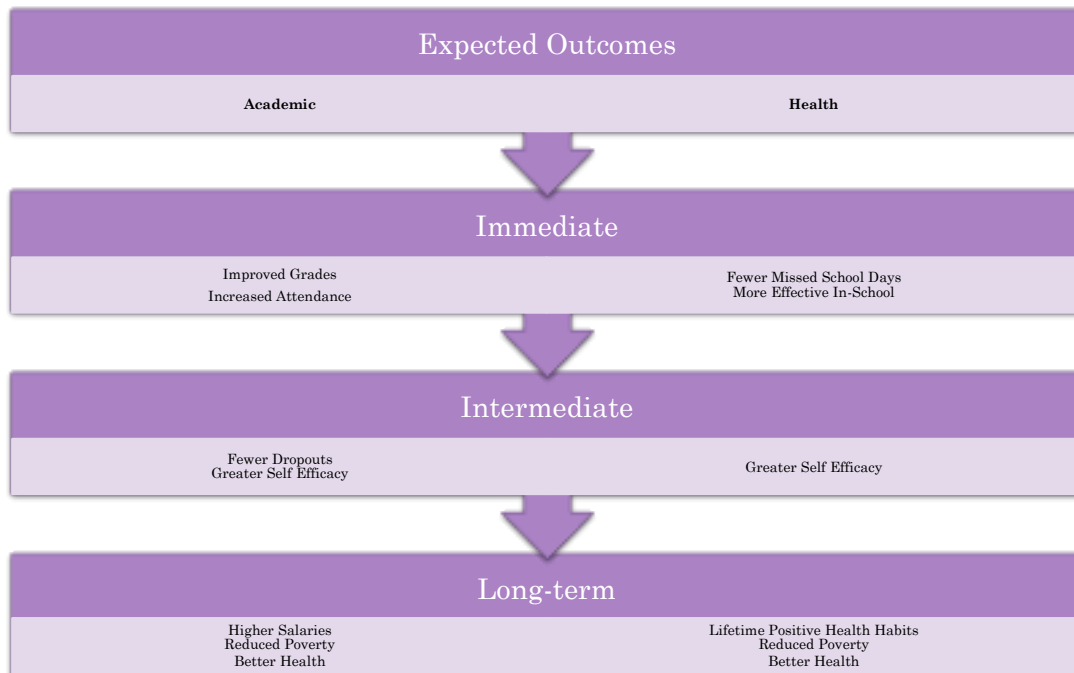 Expected Outcomes
Academic
Health
Immediate
Improved Grades
Increased Attendance
Fewer Missed School Days
More Effective In-School
Intermediate
Fewer Dropouts
Greater Self Efficacy
Greater Self Efficacy
Long-term
Higher Salaries
Reduced Poverty
Better Health
Lifetime Positive Health Habits
Reduced Poverty
Better Health